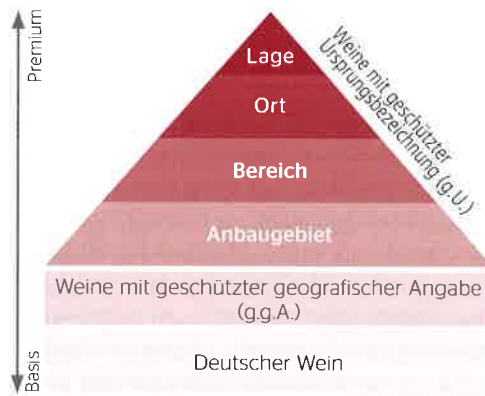 Premium
Lage
Ort
Bereich
Anbaugebiet
Weine mit geschützter
Ursprungsbezeichnung (g.U.)
Weine mit geschützter geografischer Angabe
(g.g.A.)
Deutscher Wein
Basis